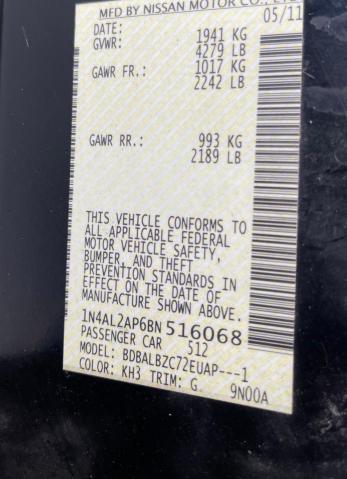 MFD BY NISSAN MOTOR CO., LTD
DATE: 05/11
GVWR: 1941 KG
4279 LB
GAWR FR.: 1017 KG
2242 LB
GAWR RR.: 993 KG
2189 LB
THIS VEHICLE CONFORMS TO
ALL APPLICABLE FEDERAL
MOTOR VEHICLE SAFETY,
BUMPER, AND THEFT
PREVENTION STANDARDS IN
EFFECT ON THE DATE OF
MANUFACTURE SHOWN ABOVE.
1N4AL2AP6BN 516068
PASSENGER CAR 512
MODEL: BDBALBZC72EUAP---1
COLOR: KH3 TRIM: G 9N00A